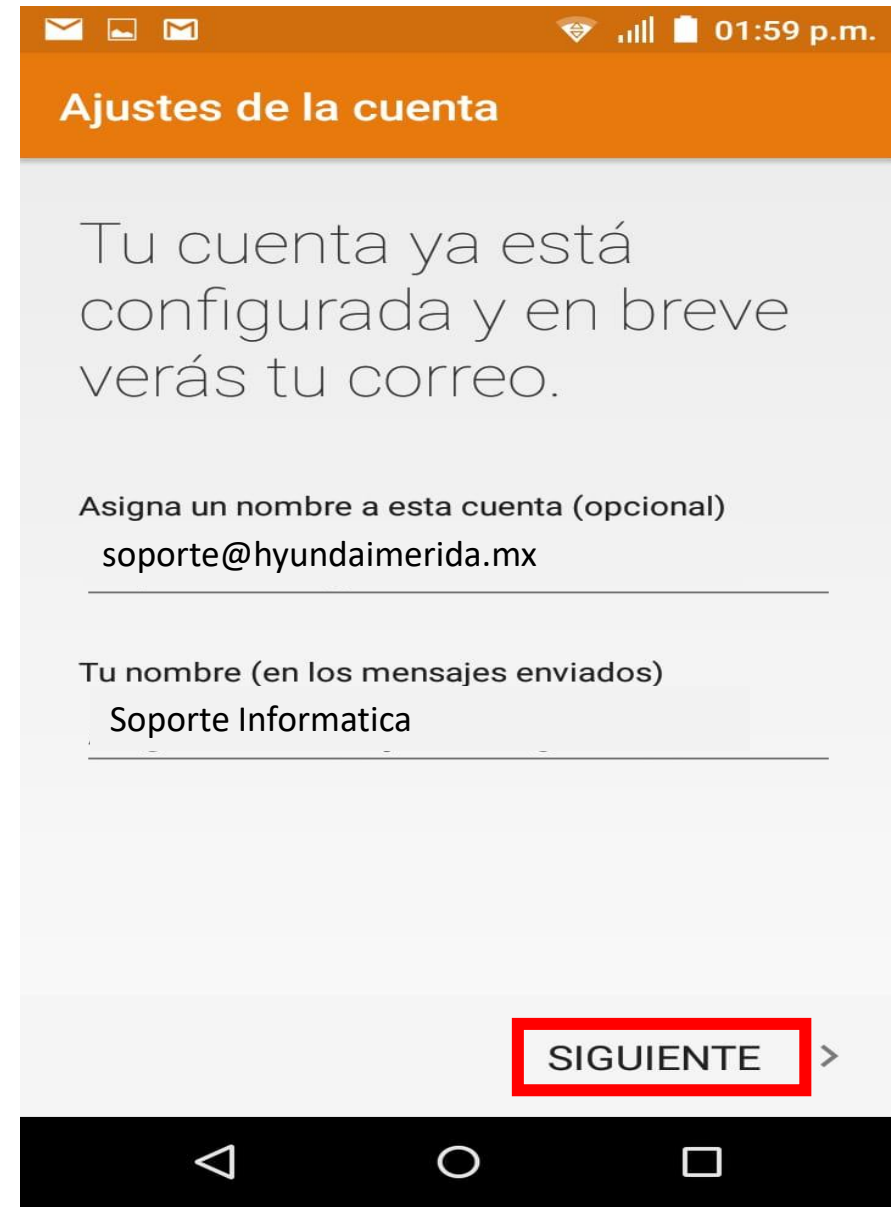 01:59 p.m.
Ajustes de la cuenta
Tu cuenta ya está
configurada y en breve
verás tu correo.
Asigna un nombre a esta cuenta (opcional)
soporte@hyundaimerida.mx
Tu nombre (en los mensajes enviados)
Soporte Informatica
SIGUIENTE >